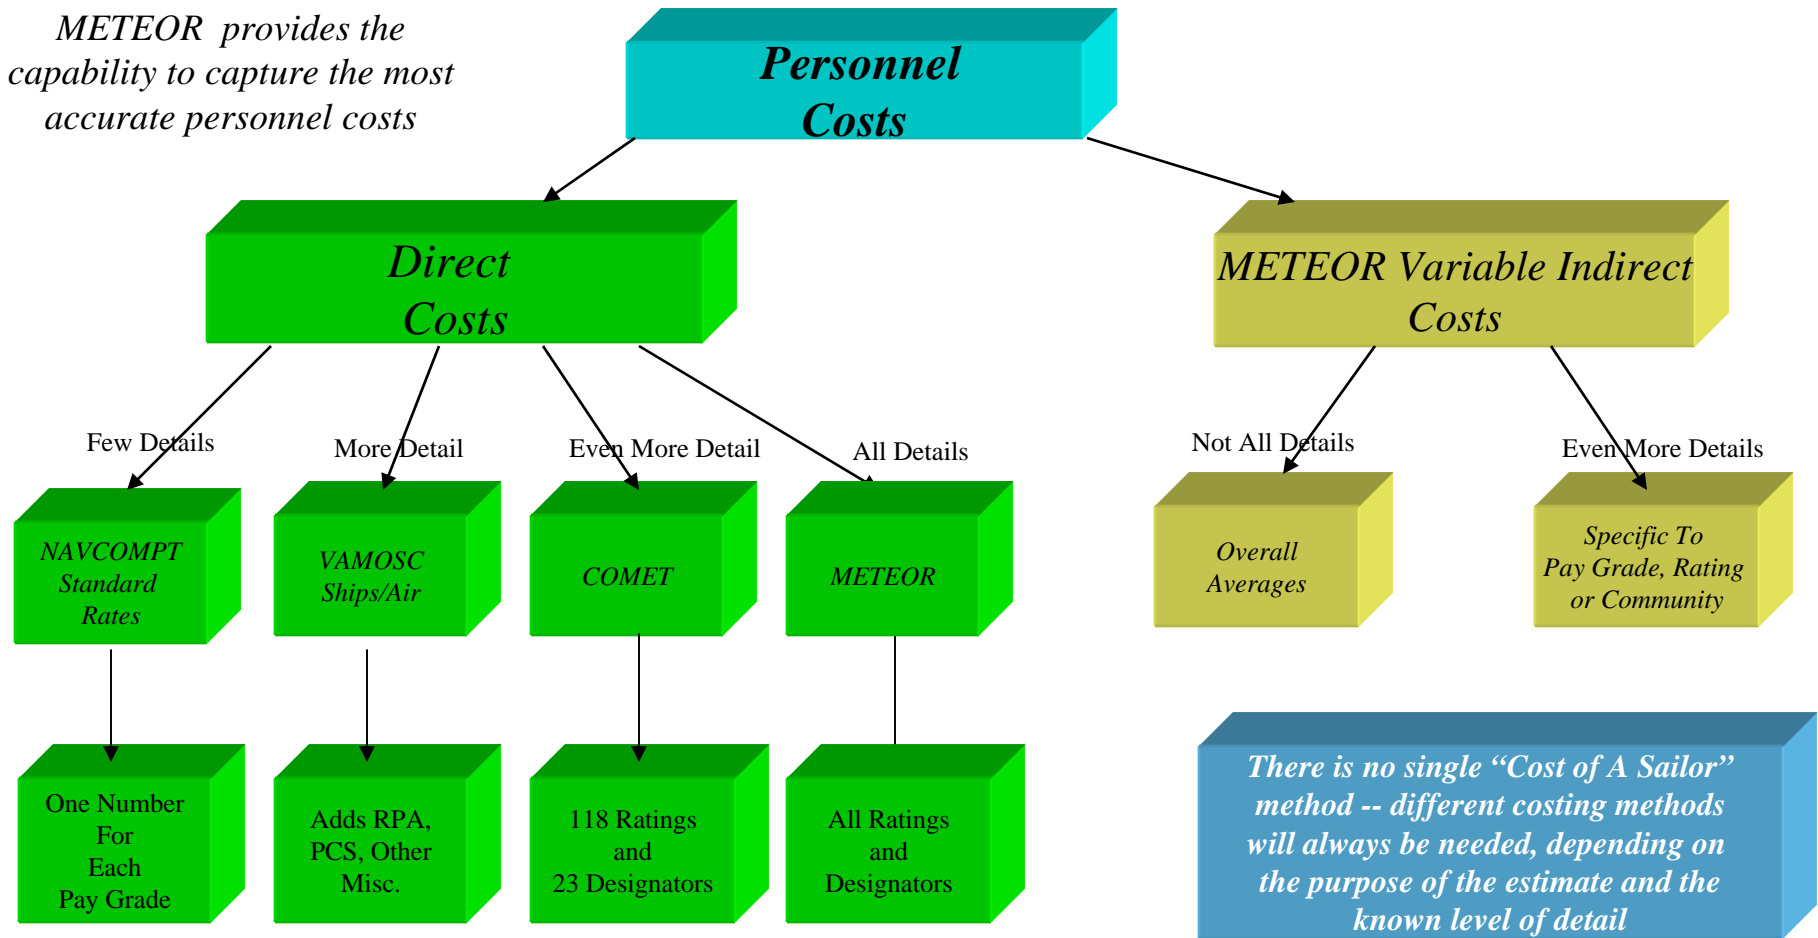 METEOR provides the
capability to capture the most
accurate personnel costs
Personnel
Costs
Direct
Costs
METEOR Variable Indirect
Costs
Few Details
More Detail
Even More Detail
All Details
Not All Details
Even More Details
NAVCOMPT
Standard
Rates
VAMOSC
Ships/Air
COMET
METEOR
Overall
Averages
Specific To
Pay Grade, Rating
or Community
One Number
For
Each
Pay Grade
Adds RPA,
PCS, Other
Misc.
118 Ratings
and
23 Designators
All Ratings
and
Designators
There is no single “Cost of A Sailor”
method -- different costing methods
will always be needed, depending on
the purpose of the estimate and the
known level of detail